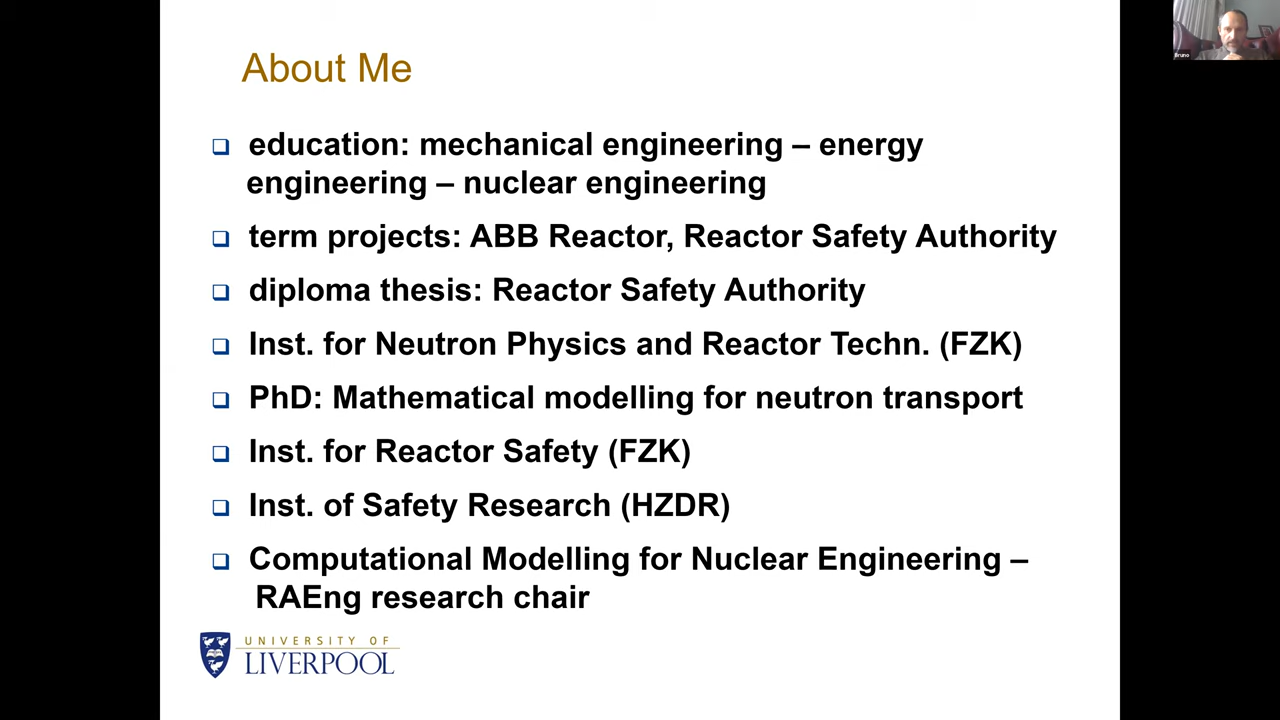 About Me
education: mechanical engineering – energy
engineering – nuclear engineering
term projects: ABB Reactor, Reactor Safety Authority
diploma thesis: Reactor Safety Authority
Inst. for Neutron Physics and Reactor Techn. (FZK)
PhD: Mathematical modelling for neutron transport
Inst. for Reactor Safety (FZK)
Inst. of Safety Research (HZDR)
Computational Modelling for Nuclear Engineering –
RAEng research chair
UNIVERSITY OF
LIVERPOOL
Bruno